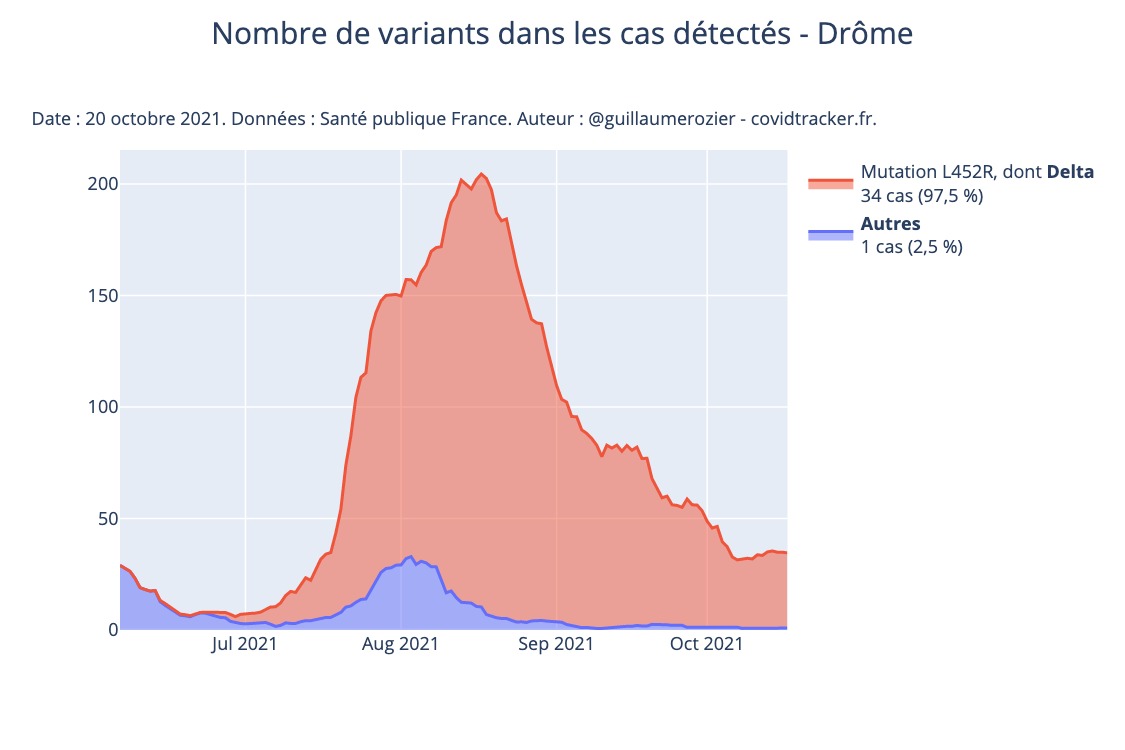 Nombre de variants dans les cas détectés - Drôme
Date : 20 octobre 2021. Données : Santé publique France. Auteur : @guillaumerozier - covidtracker.fr.
Mutation L452R, dont Delta
34 cas (97,5 %)
Autres
1 cas (2,5 %)
200
150
100
50
0
Jul 2021 Aug 2021 Sep 2021 Oct 2021